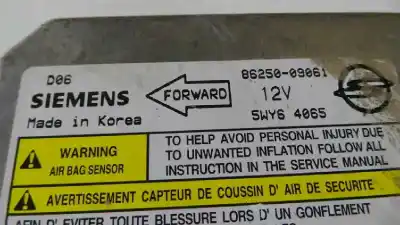 D06
86250-09061
SIEMENS
FORWARD
12V
Made in Korea
5WY6 4065
WARNING
AIR BAG SENSOR
TO HELP AVOID PERSONAL INJURY DUE
TO UNWANTED INFLATION FOLLOW ALL
INSTRUCTION IN THE SERVICE MANUAL
AVERTISSEMENT CAPTEUR DE COUSSIN D' AIR DE SECURITE
AFIN D' EVITER TOUTE BLESSURE LORS D' UN GONFLEMENT